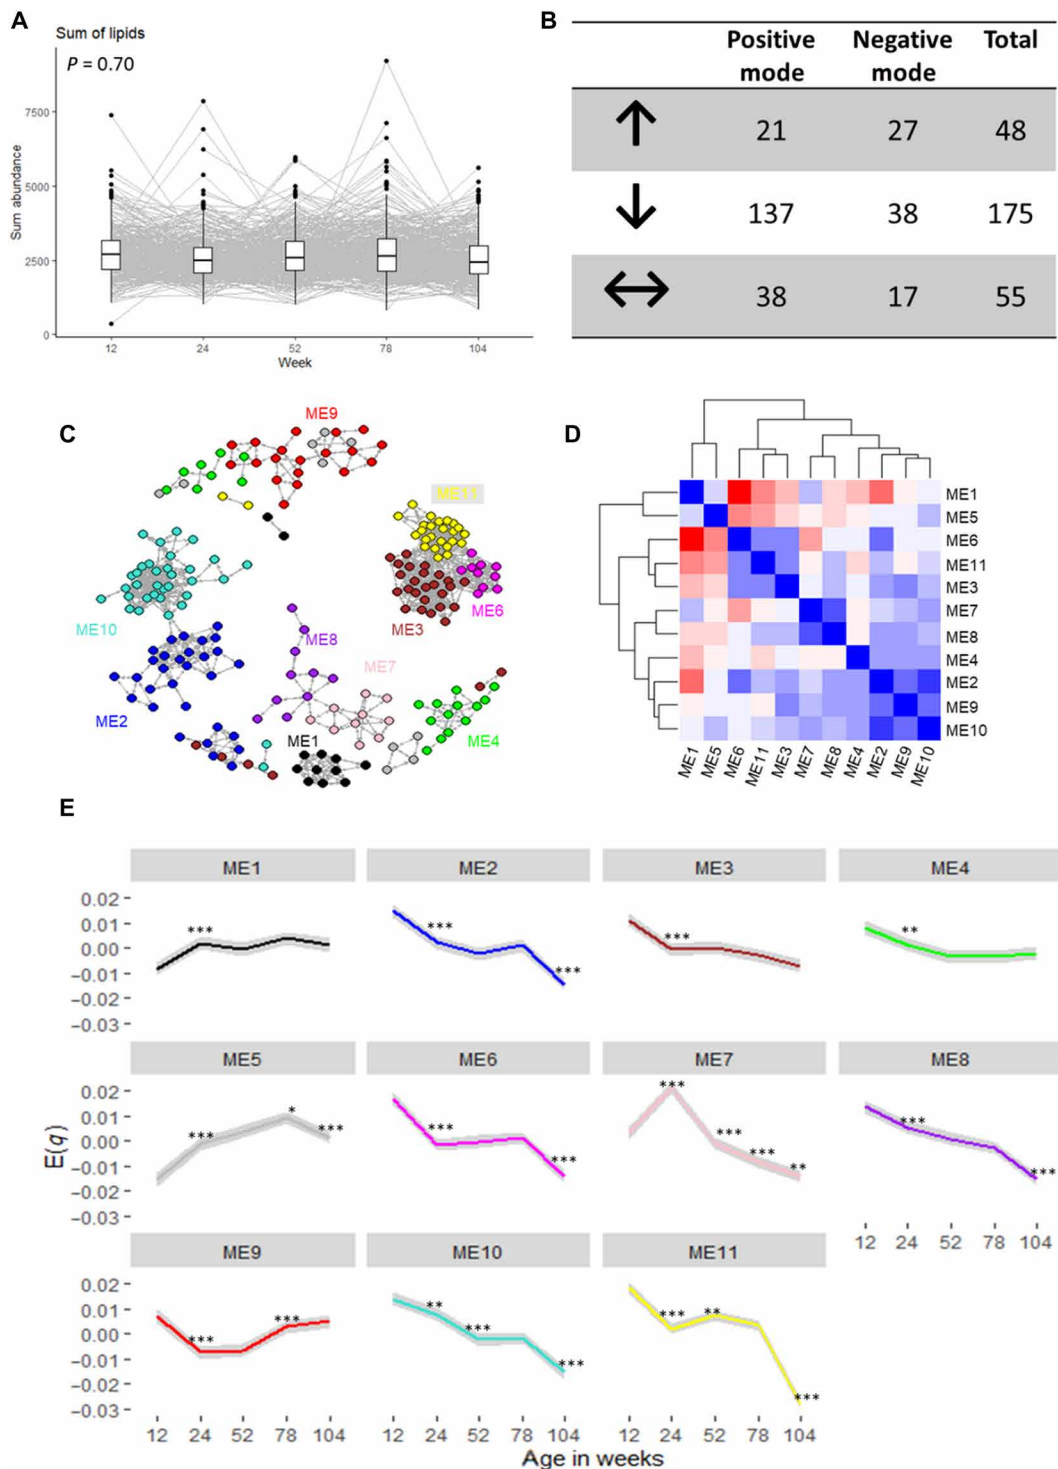 A
Sum of lipids
P = 0.70
Sum abundance
7500
5000
2500
0
12 24 52 78 104
Week
B
Positive mode Negative mode Total
↑ 21 27 48
↓ 137 38 175
↔ 38 17 55
C
ME9
ME11
ME10
ME6
ME3
ME8
ME7
ME2
ME1
ME4
D
ME1
ME5
ME6
ME11
ME3
ME7
ME8
ME4
ME2
ME9
ME10
ME1 ME5 ME6 ME11 ME3 ME7 ME8 ME4 ME2 ME9 ME10
E
ME1 ME2 ME3 ME4
0.02
0.01
0.00
−0.01
−0.02
−0.03
*** *** *** *** **
ME5 ME6 ME7 ME8
0.02
0.01
0.00
−0.01
−0.02
−0.03
*** * *** *** *** *** *** *** ** *** ***
12 24 52 78 104
E(q)
ME9 ME10 ME11
0.02
0.01
0.00
−0.01
−0.02
−0.03
*** *** ** *** *** *** ** ***
12 24 52 78 104 12 24 52 78 104 12 24 52 78 104
Age in weeks